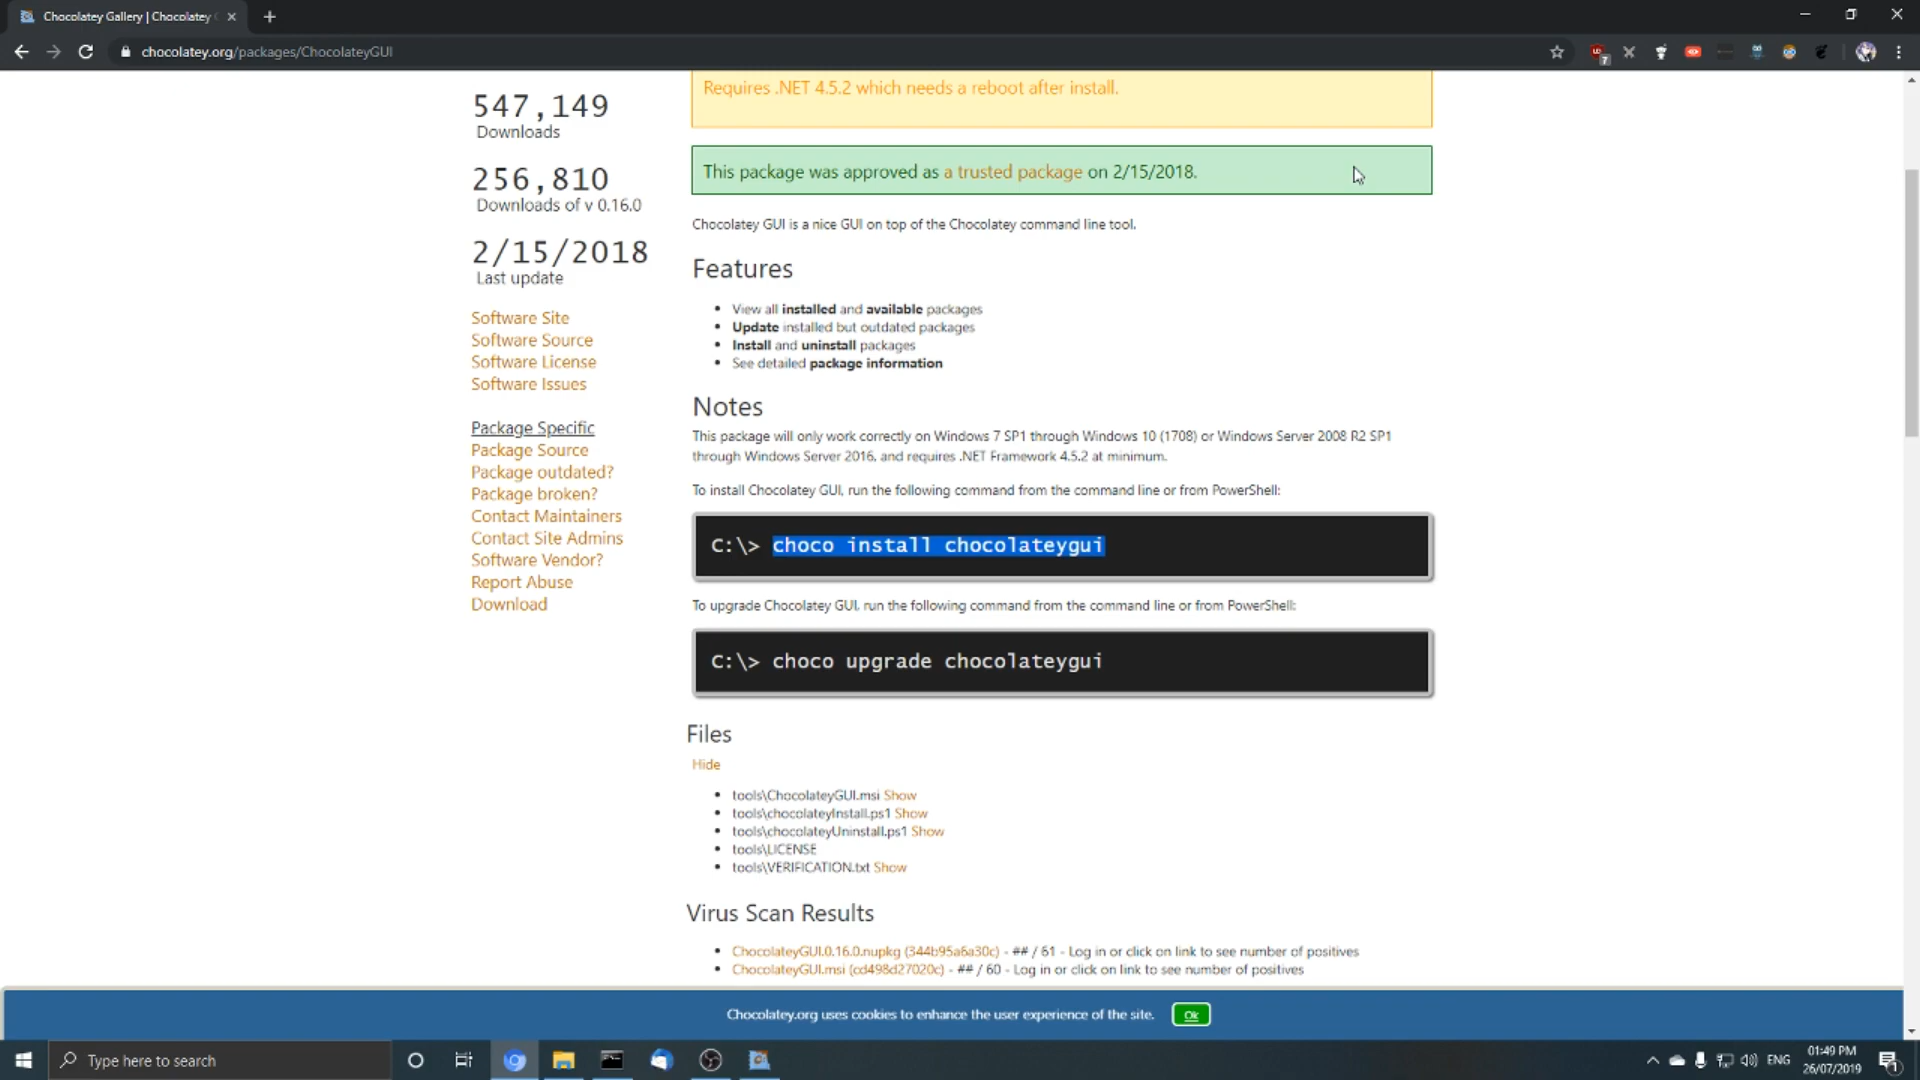 Chocolatey Gallery | Chocolatey
chocolatey.org/packages/ChocolateyGUI
7
547,149
Downloads
256,810
Downloads of v 0.16.0
2/15/2018
Last update
Software Site
Software Source
Software License
Software Issues
Package Specific
Package Source
Package outdated?
Package broken?
Contact Maintainers
Contact Site Admins
Software Vendor?
Report Abuse
Download
Requires .NET 4.5.2 which needs a reboot after install.
This package was approved as a trusted package on 2/15/2018.
Chocolatey GUI is a nice GUI on top of the Chocolatey command line tool.
Features
• View all installed and available packages
• Update installed but outdated packages
• Install and uninstall packages
• See detailed package information
Notes
This package will only work correctly on Windows 7 SP1 through Windows 10 (1708) or Windows Server 2008 R2 SP1
through Windows Server 2016, and requires .NET Framework 4.5.2 at minimum.
To install Chocolatey GUI, run the following command from the command line or from PowerShell:
C:\> choco install chocolateygui
To upgrade Chocolatey GUI, run the following command from the command line or from PowerShell:
C:\> choco upgrade chocolateygui
Files
Hide
• tools\ChocolateyGUI.msi Show
• tools\chocolateyInstall.ps1 Show
• tools\chocolateyUninstall.ps1 Show
• tools\LICENSE
• tools\VERIFICATION.txt Show
Virus Scan Results
• ChocolateyGUI.0.16.0.nupkg (344b95a6a30c) - ## / 61 - Log in or click on link to see number of positives
• ChocolateyGUI.msi (cd498d27020c) - ## / 60 - Log in or click on link to see number of positives
Chocolatey.org uses cookies to enhance the user experience of the site.
Ok
Type here to search
ENG
01:49 PM
26/07/2019
1